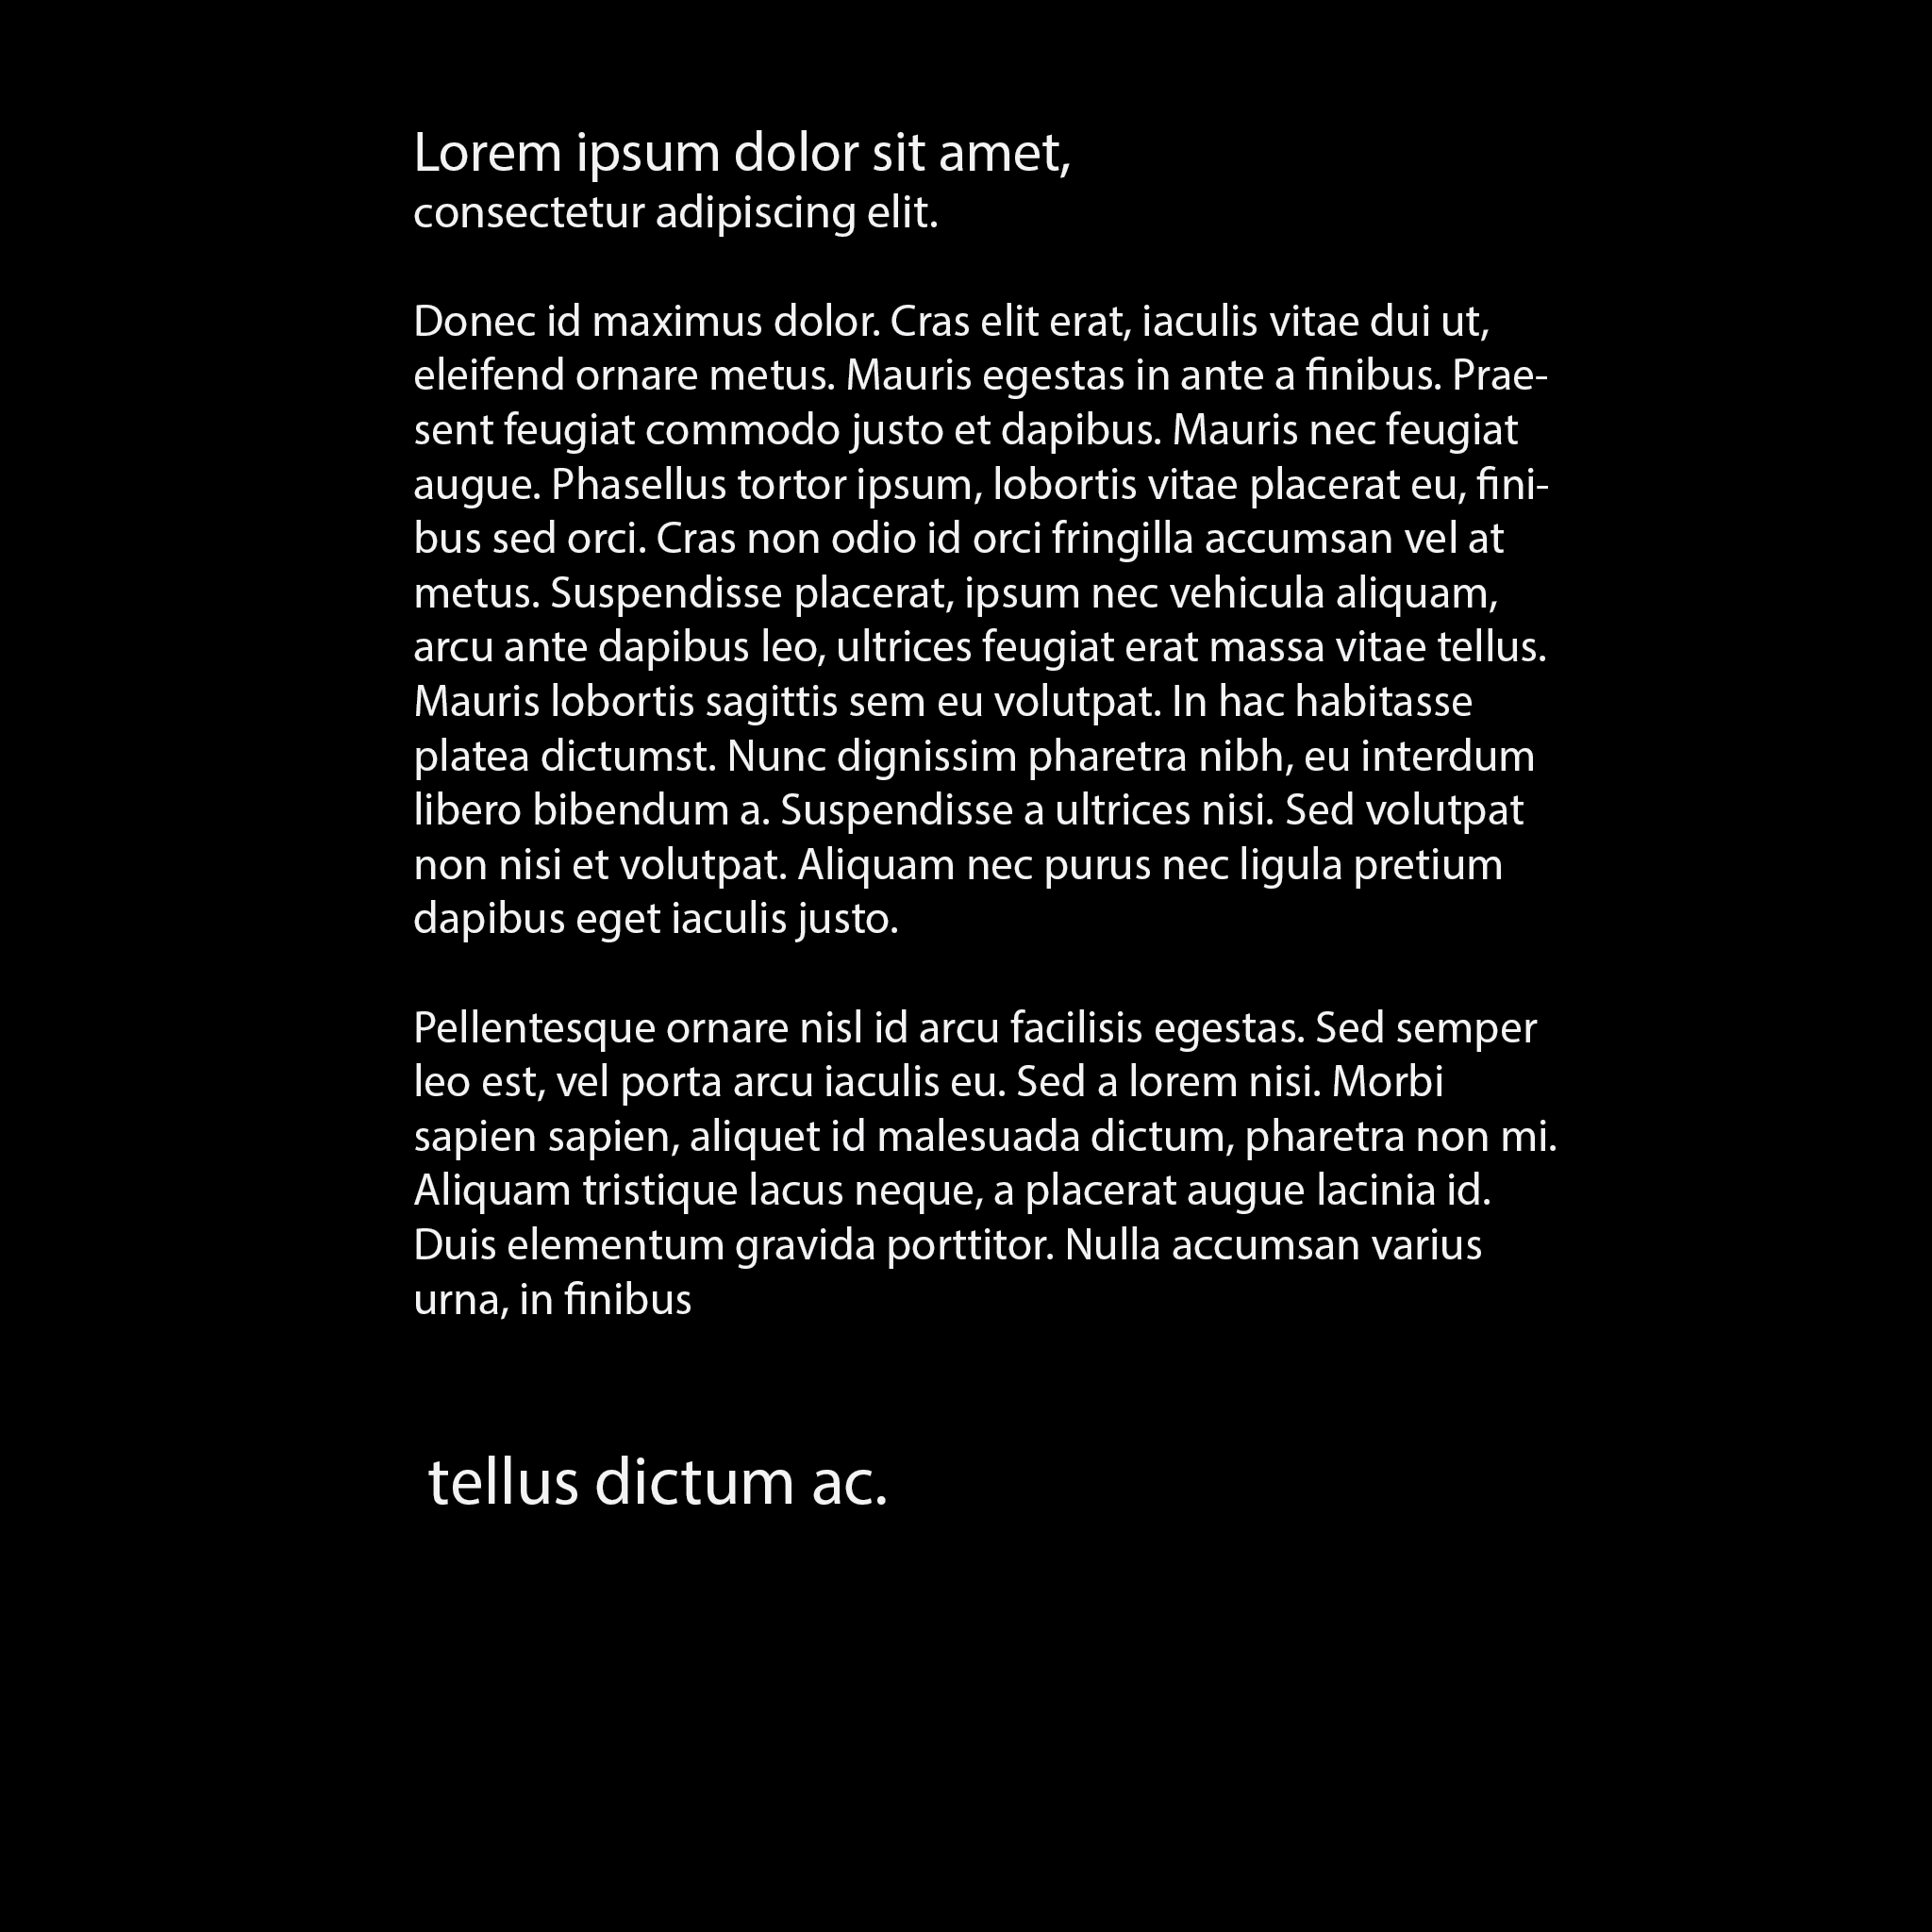 Lorem ipsum dolor sit amet,
consectetur adipiscing elit.
Donec id maximus dolor. Cras elit erat, iaculis vitae dui ut,
eleifend ornare metus. Mauris egestas in ante a finibus. Prae-
sent feugiat commodo justo et dapibus. Mauris nec feugiat
augue. Phasellus tortor ipsum, lobortis vitae placerat eu, fini-
bus sed orci. Cras non odio id orci fringilla accumsan vel at
metus. Suspendisse placerat, ipsum nec vehicula aliquam,
arcu ante dapibus leo, ultrices feugiat erat massa vitae tellus.
Mauris lobortis sagittis sem eu volutpat. In hac habitasse
platea dictumst. Nunc dignissim pharetra nibh, eu interdum
libero bibendum a. Suspendisse a ultrices nisi. Sed volutpat
non nisi et volutpat. Aliquam nec purus nec ligula pretium
dapibus eget iaculis justo.
Pellentesque ornare nisl id arcu facilisis egestas. Sed semper
leo est, vel porta arcu iaculis eu. Sed a lorem nisi. Morbi
sapien sapien, aliquet id malesuada dictum, pharetra non mi.
Aliquam tristique lacus neque, a placerat augue lacinia id.
Duis elementum gravida porttitor. Nulla accumsan varius
urna, in finibus
tellus dictum ac.